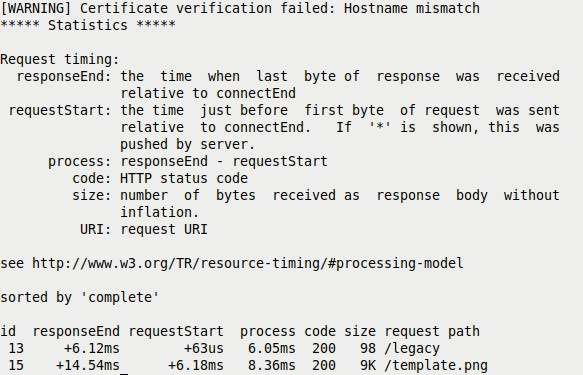 [WARNING] Certificate verification failed: Hostname mismatch
***** Statistics *****
Request timing:
responseEnd: the time when last byte of response was received
relative to connectEnd
requestStart: the time just before first byte of request was sent
relative to connectEnd. If '*' is shown, this was
pushed by server.
process: responseEnd - requestStart
code: HTTP status code
size: number of bytes received as response body without
inflation.
URI: request URI
see http://www.w3.org/TR/resource-timing/#processing-model
sorted by 'complete'
id responseEnd requestStart process code size request path
13 +6.12ms +63us 6.05ms 200 98 /legacy
15 +14.54ms +6.18ms 8.36ms 200 9K /template.png